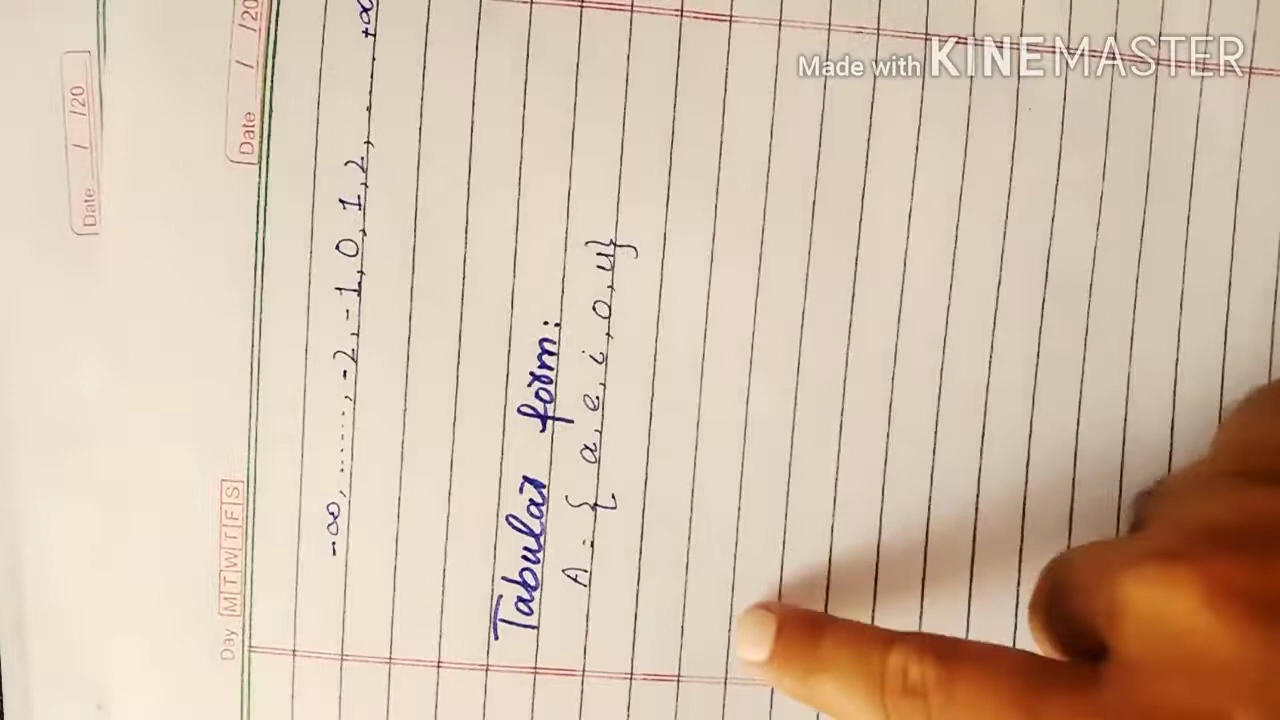 Made with KINEMASTER
Date / /20
Day M T W T F S Date / /20
-∞, ......, -2, -1, 0, 1, 2, ...... +∞
Tabular form:
A = { a, e, i, o, u}